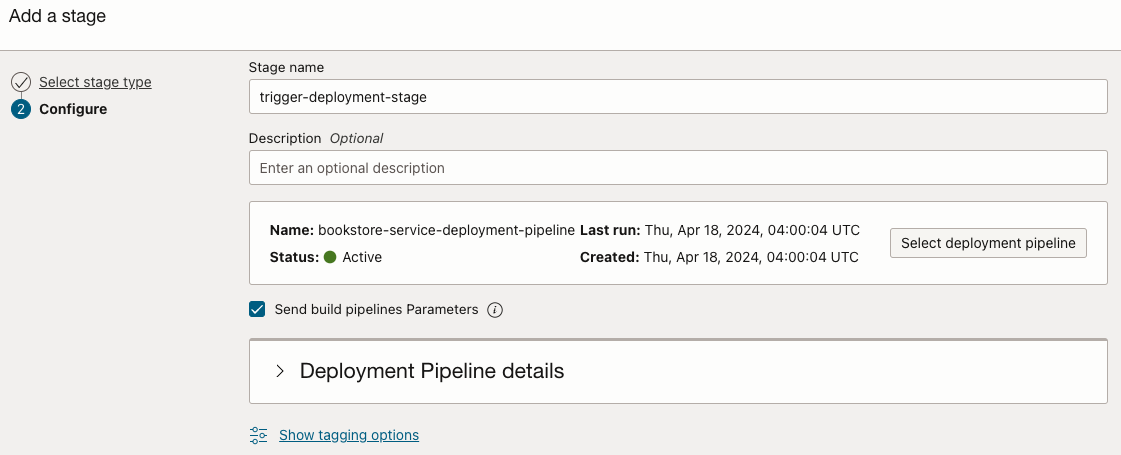 Add a stage
Select stage type
2 Configure
Stage name
trigger-deployment-stage
Description Optional
Enter an optional description
Name: bookstore-service-deployment-pipeline Last run: Thu, Apr 18, 2024, 04:00:04 UTC
Status: Active Created: Thu, Apr 18, 2024, 04:00:04 UTC
Select deployment pipeline
Send build pipelines Parameters i
Deployment Pipeline details
Show tagging options